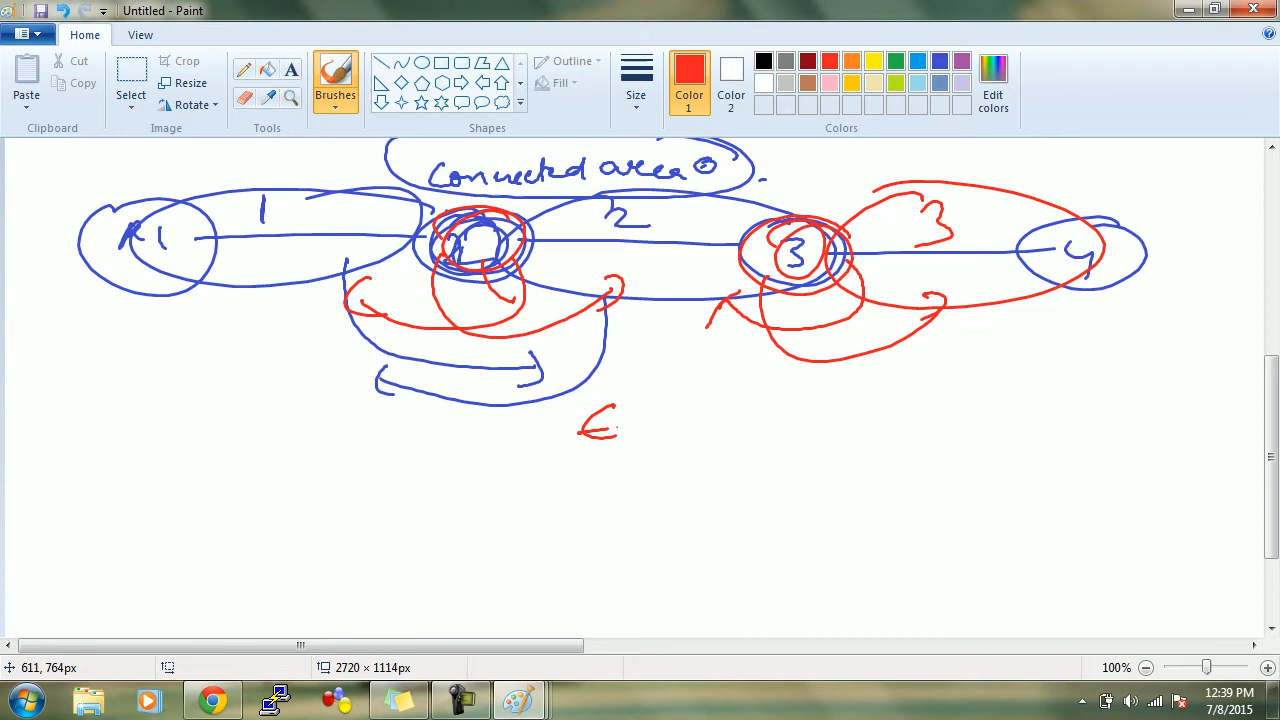 Untitled - Paint
Home View
Paste Cut Copy Clipboard
Select Crop Resize Rotate Image
Tools
Brushes
Outline Fill Shapes
Size
Color 1 Color 2 Edit colors Colors
Connected area
1 2 3
3 4
611, 764px 2720 × 1114px 100%
12:39 PM
7/8/2015